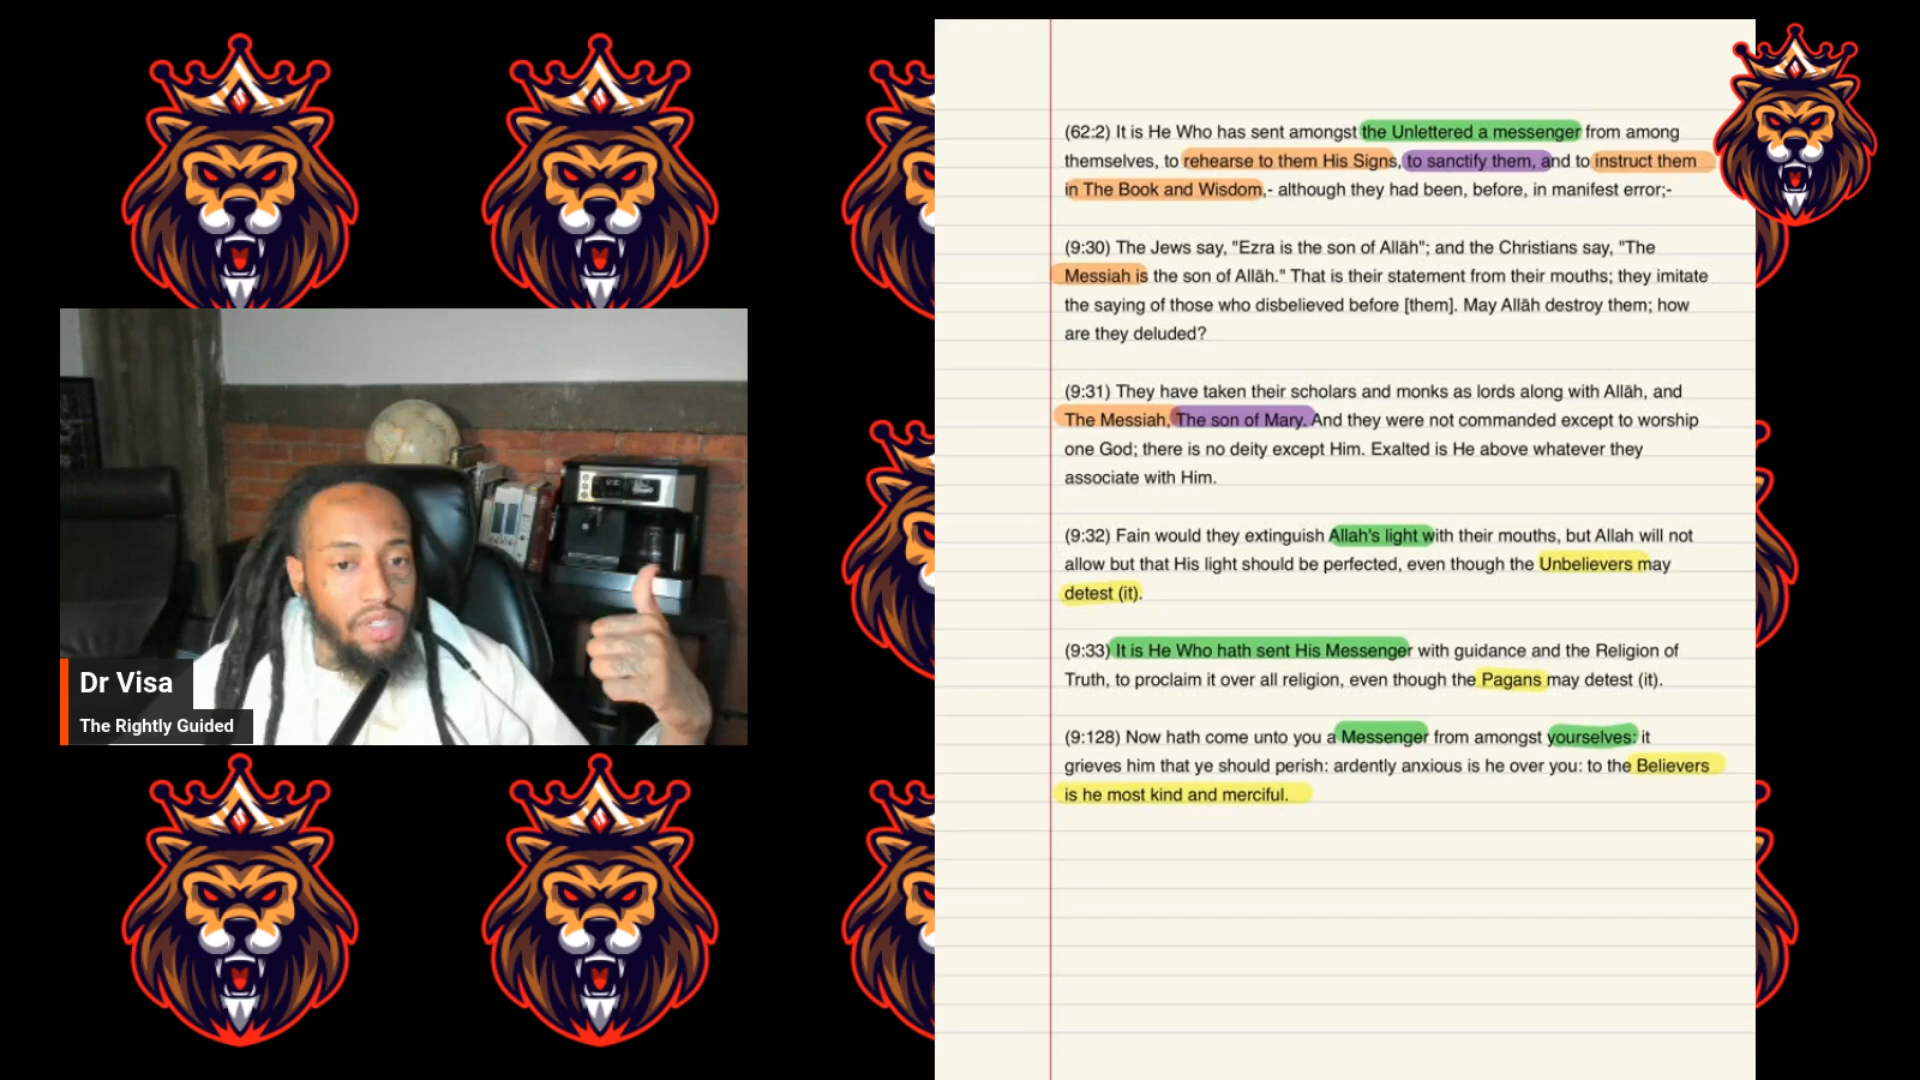 (62:2) It is He Who has sent amongst the Unlettered a messenger from among
themselves, to rehearse to them His Signs, to sanctify them, and to instruct them
in The Book and Wisdom,- although they had been, before, in manifest error;-
(9:30) The Jews say, "Ezra is the son of Allāh"; and the Christians say, "The
Messiah is the son of Allāh." That is their statement from their mouths; they imitate
the saying of those who disbelieved before [them]. May Allāh destroy them; how
are they deluded?
(9:31) They have taken their scholars and monks as lords along with Allāh, and
The Messiah, The son of Mary. And they were not commanded except to worship
one God; there is no deity except Him. Exalted is He above whatever they
associate with Him.
(9:32) Fain would they extinguish Allah's light with their mouths, but Allah will not
allow but that His light should be perfected, even though the Unbelievers may
detest (it).
(9:33) It is He Who hath sent His Messenger with guidance and the Religion of
Truth, to proclaim it over all religion, even though the Pagans may detest (it).
(9:128) Now hath come unto you a Messenger from amongst yourselves: it
grieves him that ye should perish: ardently anxious is he over you: to the Believers
is he most kind and merciful.
Dr Visa
The Rightly Guided